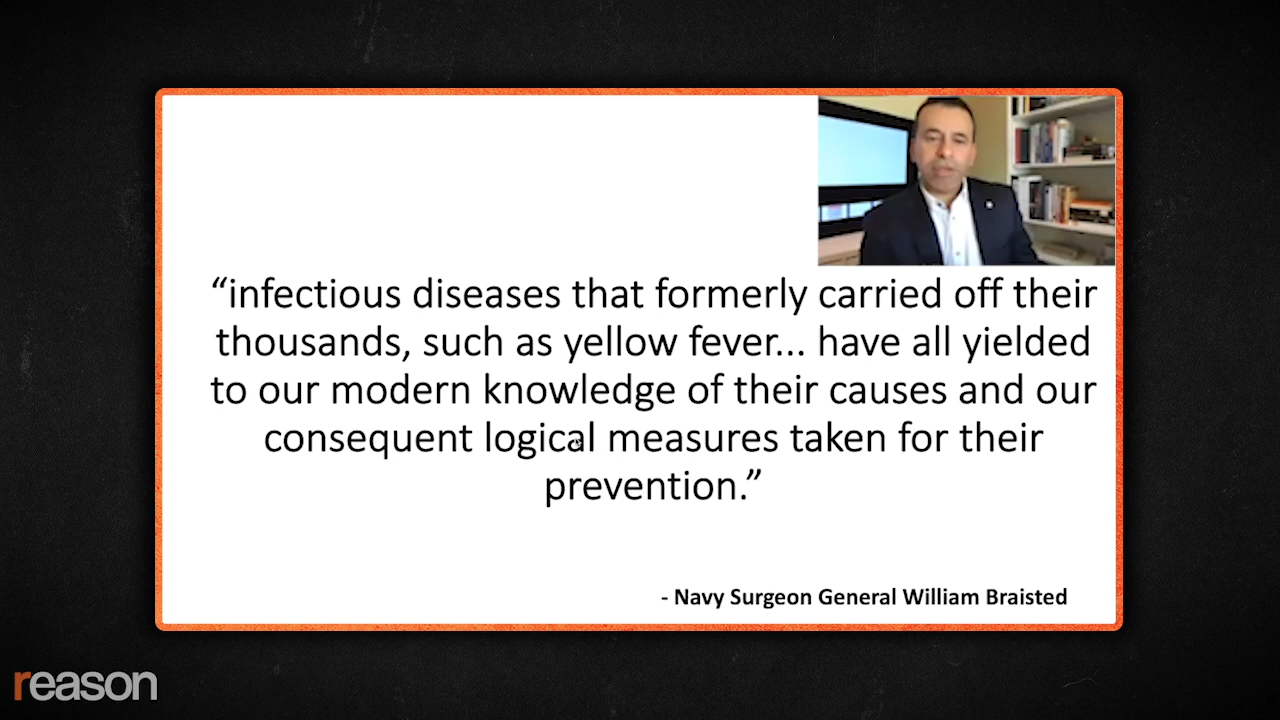 “infectious diseases that formerly carried off their
thousands, such as yellow fever... have all yielded
to our modern knowledge of their causes and our
consequent logical measures taken for their
prevention.”
- Navy Surgeon General William Braisted
reason